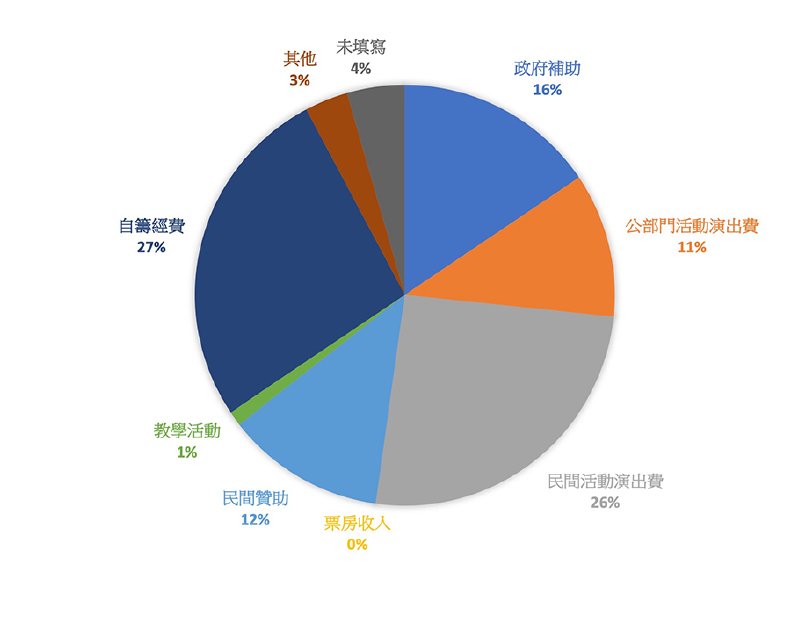 未填寫
4%
其他
3%
政府補助
16%
自籌經費
27%
公部門活動演出費
11%
教學活動
1%
民間活動演出費
26%
民間贊助
12%
票房收人
0%